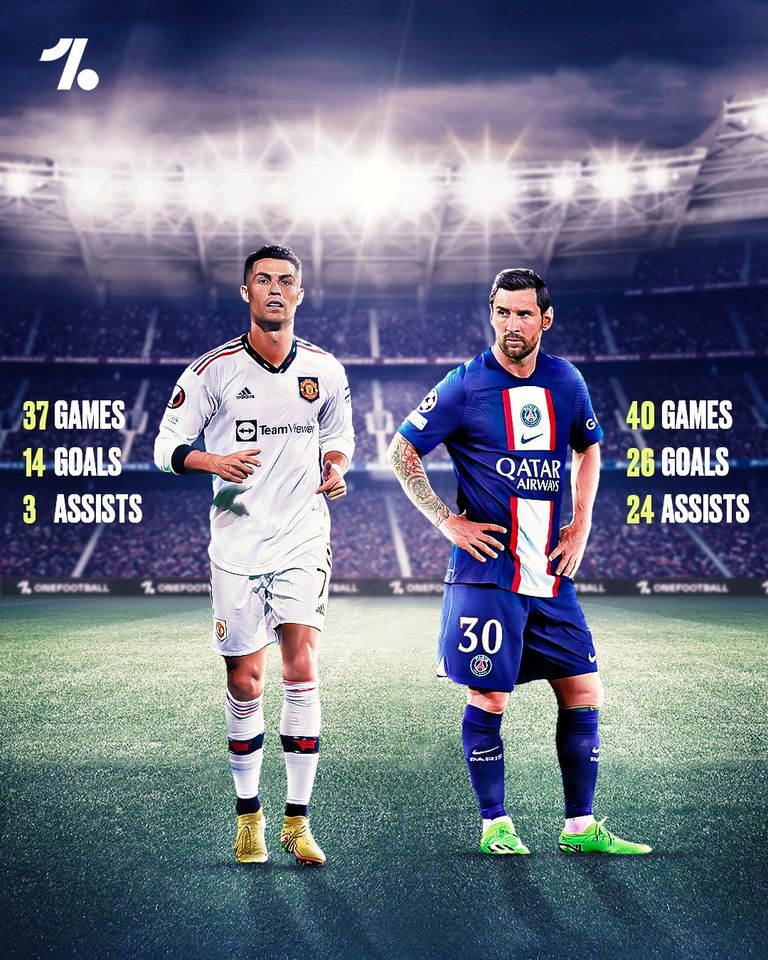 1.
37 GAMES
14 GOALS
3 ASSISTS
40 GAMES
26 GOALS
24 ASSISTS
adidas
TeamViewer
7
QATAR
AIRWAYS
30
PARIS
ONEFOOTBALL
ONEFOOTBALL
ONEFOOTBALL